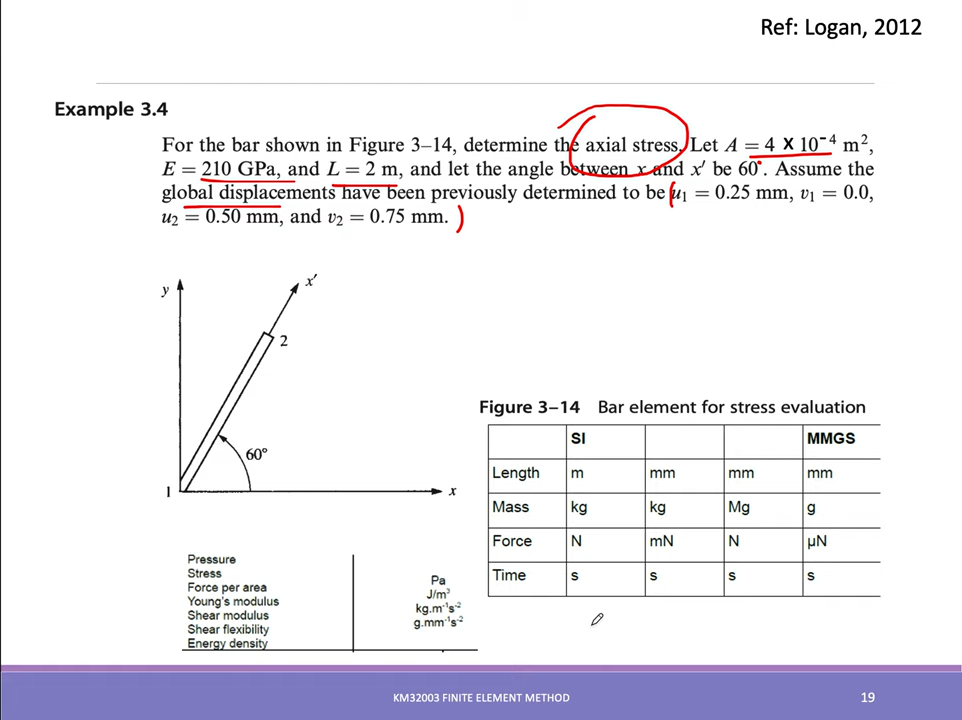 Ref: Logan, 2012
Example 3.4
For the bar shown in Figure 3–14, determine the axial stress. Let A = 4 × 10⁻⁴ m²,
E = 210 GPa, and L = 2 m, and let the angle between x and x′ be 60°. Assume the
global displacements have been previously determined to be u₁ = 0.25 mm, v₁ = 0.0,
u₂ = 0.50 mm, and v₂ = 0.75 mm.
y
x′
2
60°
1
x
Figure 3–14 Bar element for stress evaluation
SI MMGS
Length m mm mm mm
Mass kg kg Mg g
Force N mN N µN
Time s s s s
Pressure
Stress
Force per area
Young's modulus
Shear modulus
Shear flexibility
Energy density
Pa
J/m³
kg.m⁻¹s⁻²
g.mm⁻¹s⁻²
KM32003 FINITE ELEMENT METHOD
19